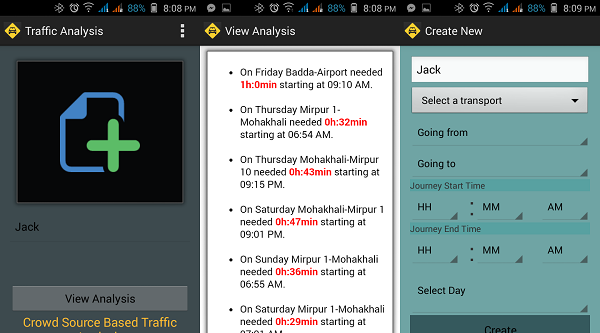 88% 8:08 PM
Traffic Analysis
Jack
View Analysis
Crowd Source Based Traffic
88% 8:08 PM
View Analysis
On Friday Badda-Airport needed
1h:0min starting at 09:10 AM.
On Thursday Mirpur 1-
Mohakhali needed 0h:32min
starting at 06:54 AM.
On Thursday Mohakhali-Mirpur
10 needed 0h:43min starting at
09:15 PM.
On Saturday Mohakhali-Mirpur 1
needed 0h:47min starting at
09:01 PM.
On Sunday Mirpur 1-Mohakhali
needed 0h:36min starting at
06:55 AM.
On Saturday Mirpur 1-Mohakhali
needed 0h:29min starting at
07:01 AM.
88% 8:09 PM
Create New
Jack
Select a transport
Going from
Going to
Journey Start Time
HH : MM AM
Journey End Time
HH : MM AM
Select Day
Create